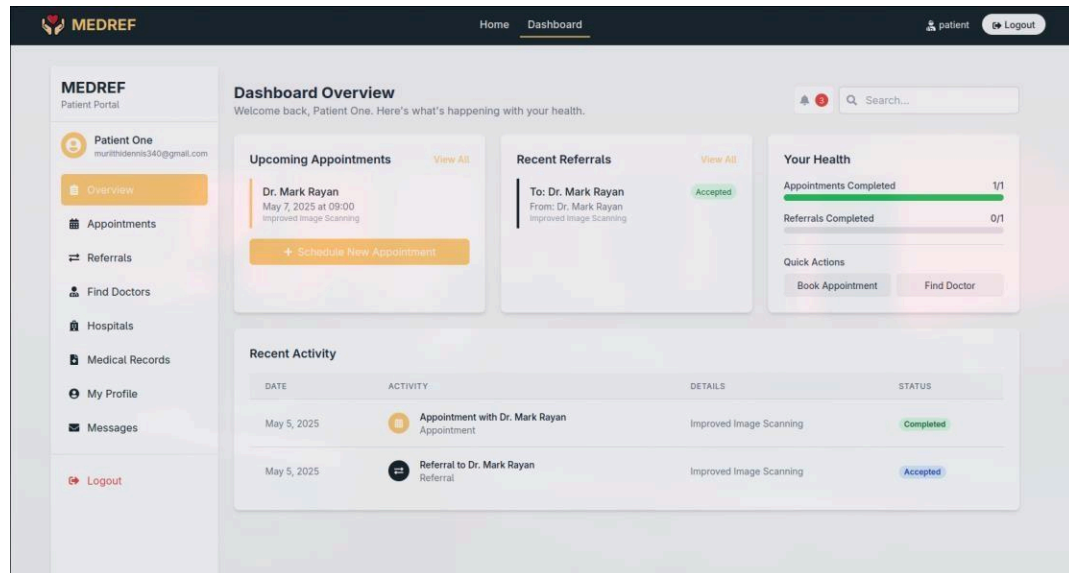 MEDREF
Home Dashboard
patient
Logout
MEDREF
Patient Portal
Patient One
muriithidennis340@gmail.com
Overview
Appointments
Referrals
Find Doctors
Hospitals
Medical Records
My Profile
Messages
Logout
Dashboard Overview
Welcome back, Patient One. Here's what's happening with your health.
3
Search...
Upcoming Appointments View All
Dr. Mark Rayan
May 7, 2025 at 09:00
Improved Image Scanning
+ Schedule New Appointment
Recent Referrals View All
To: Dr. Mark Rayan Accepted
From: Dr. Mark Rayan
Improved Image Scanning
Your Health
Appointments Completed 1/1
Referrals Completed 0/1
Quick Actions
Book Appointment Find Doctor
Recent Activity
DATE ACTIVITY DETAILS STATUS
May 5, 2025 Appointment with Dr. Mark Rayan Improved Image Scanning Completed
Appointment
May 5, 2025 Referral to Dr. Mark Rayan Improved Image Scanning Accepted
Referral